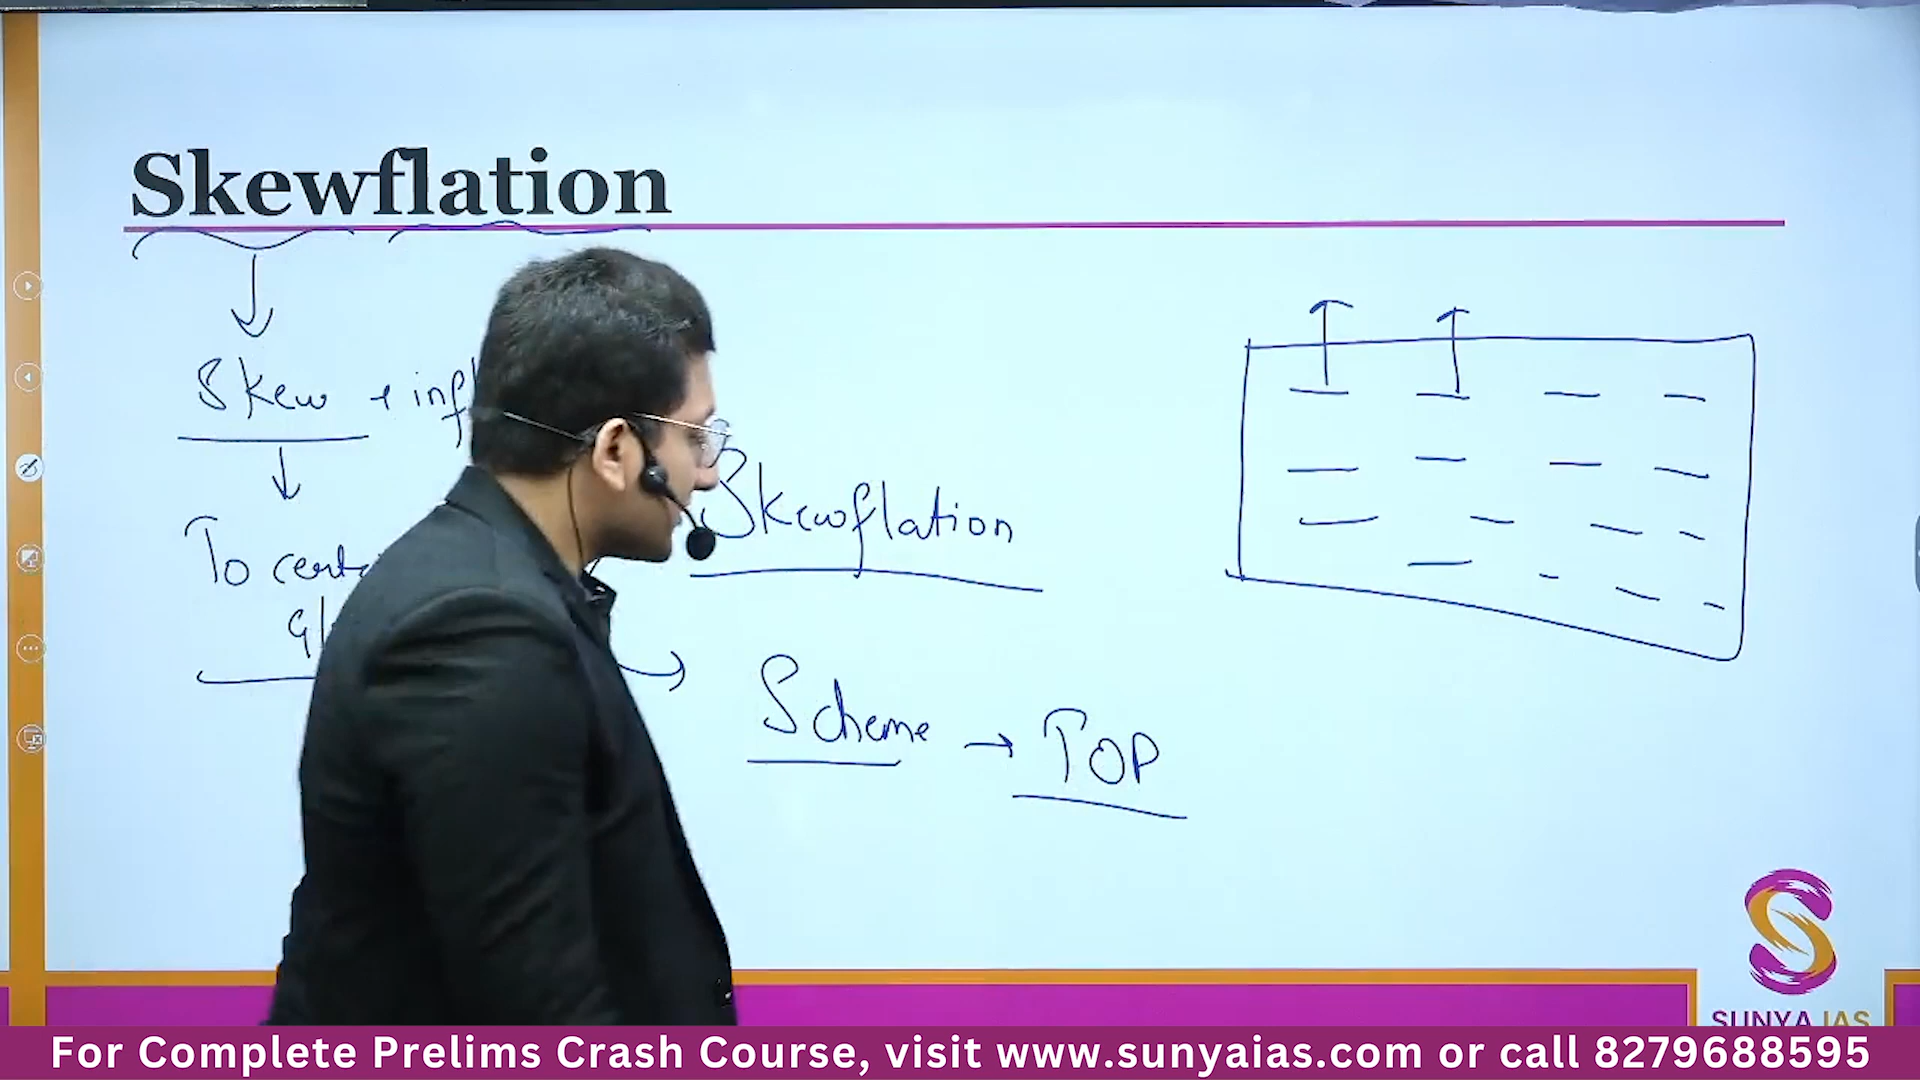 Skewflation
Skew + inf
To certa
Skewflation
Scheme → TOP
SUNYA IAS
For Complete Prelims Crash Course, visit www.sunyaias.com or call 8279688595